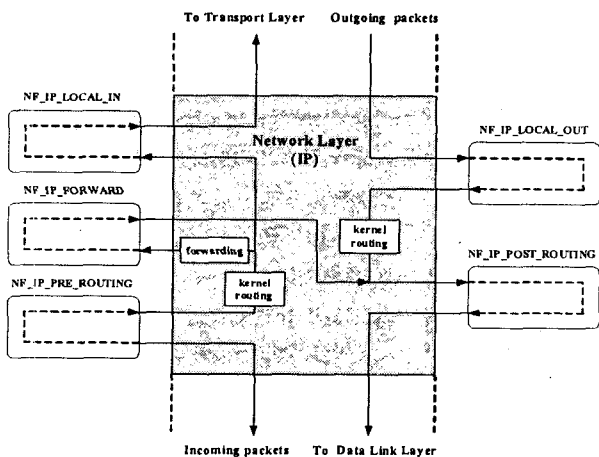 To Transport Layer
Outgoing packets
NF_IP_LOCAL_IN
Network Layer
(IP)
NF_IP_LOCAL_OUT
NF_IP_FORWARD
kernel
routing
forwarding
NF_IP_POST_ROUTING
NF_IP_PRE_ROUTING
kernel
routing
Incoming packets
To Data Link Layer